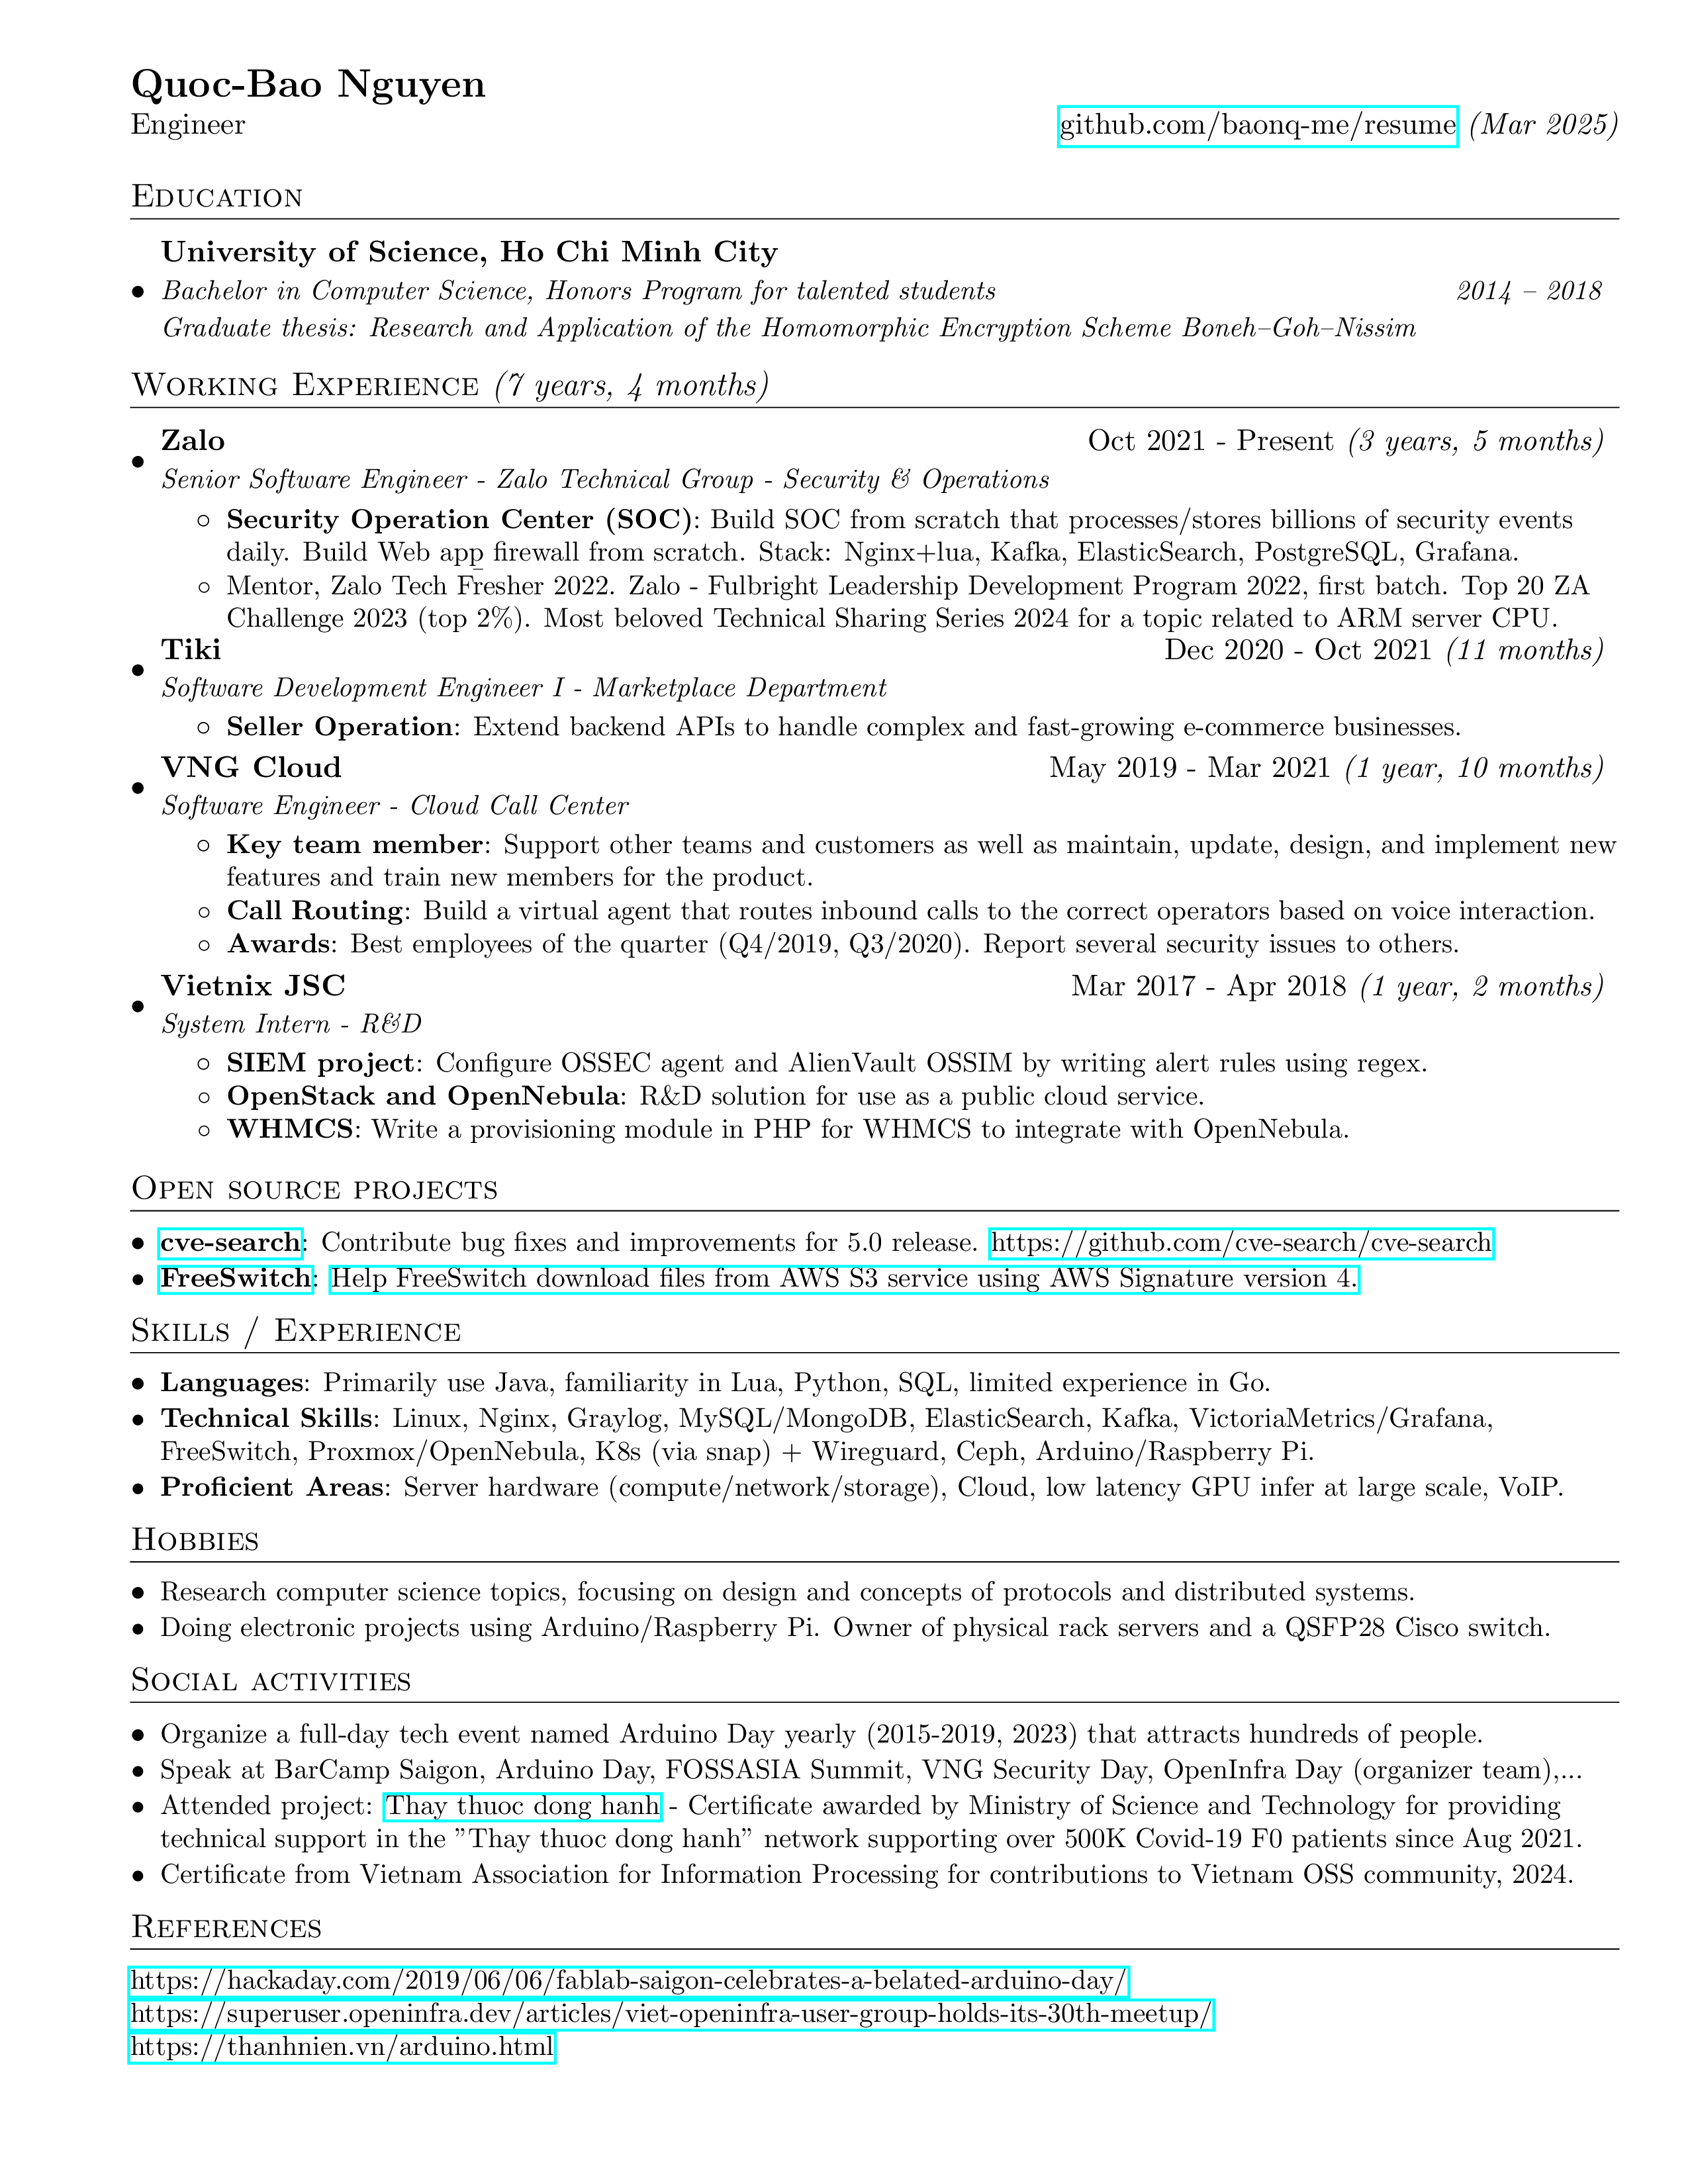 Quoc-Bao Nguyen
Engineer github.com/baonq-me/resume (Mar 2025)
Education
University of Science, Ho Chi Minh City
• Bachelor in Computer Science, Honors Program for talented students 2014 – 2018
Graduate thesis: Research and Application of the Homomorphic Encryption Scheme Boneh–Goh–Nissim
Working Experience (7 years, 4 months)
• Zalo Oct 2021 - Present (3 years, 5 months)
Senior Software Engineer - Zalo Technical Group - Security & Operations
◦ Security Operation Center (SOC): Build SOC from scratch that processes/stores billions of security events
daily. Build Web app firewall from scratch. Stack: Nginx+lua, Kafka, ElasticSearch, PostgreSQL, Grafana.
◦ Mentor, Zalo Tech Fresher 2022. Zalo - Fulbright Leadership Development Program 2022, first batch. Top 20 ZA
Challenge 2023 (top 2%). Most beloved Technical Sharing Series 2024 for a topic related to ARM server CPU.
• Tiki Dec 2020 - Oct 2021 (11 months)
Software Development Engineer I - Marketplace Department
◦ Seller Operation: Extend backend APIs to handle complex and fast-growing e-commerce businesses.
• VNG Cloud May 2019 - Mar 2021 (1 year, 10 months)
Software Engineer - Cloud Call Center
◦ Key team member: Support other teams and customers as well as maintain, update, design, and implement new
features and train new members for the product.
◦ Call Routing: Build a virtual agent that routes inbound calls to the correct operators based on voice interaction.
◦ Awards: Best employees of the quarter (Q4/2019, Q3/2020). Report several security issues to others.
• Vietnix JSC Mar 2017 - Apr 2018 (1 year, 2 months)
System Intern - R&D
◦ SIEM project: Configure OSSEC agent and AlienVault OSSIM by writing alert rules using regex.
◦ OpenStack and OpenNebula: R&D solution for use as a public cloud service.
◦ WHMCS: Write a provisioning module in PHP for WHMCS to integrate with OpenNebula.
Open source projects
• cve-search: Contribute bug fixes and improvements for 5.0 release. https://github.com/cve-search/cve-search
• FreeSwitch: Help FreeSwitch download files from AWS S3 service using AWS Signature version 4.
Skills / Experience
• Languages: Primarily use Java, familiarity in Lua, Python, SQL, limited experience in Go.
• Technical Skills: Linux, Nginx, Graylog, MySQL/MongoDB, ElasticSearch, Kafka, VictoriaMetrics/Grafana,
FreeSwitch, Proxmox/OpenNebula, K8s (via snap) + Wireguard, Ceph, Arduino/Raspberry Pi.
• Proficient Areas: Server hardware (compute/network/storage), Cloud, low latency GPU infer at large scale, VoIP.
Hobbies
• Research computer science topics, focusing on design and concepts of protocols and distributed systems.
• Doing electronic projects using Arduino/Raspberry Pi. Owner of physical rack servers and a QSFP28 Cisco switch.
Social activities
• Organize a full-day tech event named Arduino Day yearly (2015-2019, 2023) that attracts hundreds of people.
• Speak at BarCamp Saigon, Arduino Day, FOSSASIA Summit, VNG Security Day, OpenInfra Day (organizer team),...
• Attended project: Thay thuoc dong hanh - Certificate awarded by Ministry of Science and Technology for providing
technical support in the ”Thay thuoc dong hanh” network supporting over 500K Covid-19 F0 patients since Aug 2021.
• Certificate from Vietnam Association for Information Processing for contributions to Vietnam OSS community, 2024.
References
https://hackaday.com/2019/06/06/fablab-saigon-celebrates-a-belated-arduino-day/
https://superuser.openinfra.dev/articles/viet-openinfra-user-group-holds-its-30th-meetup/
https://thanhnien.vn/arduino.html